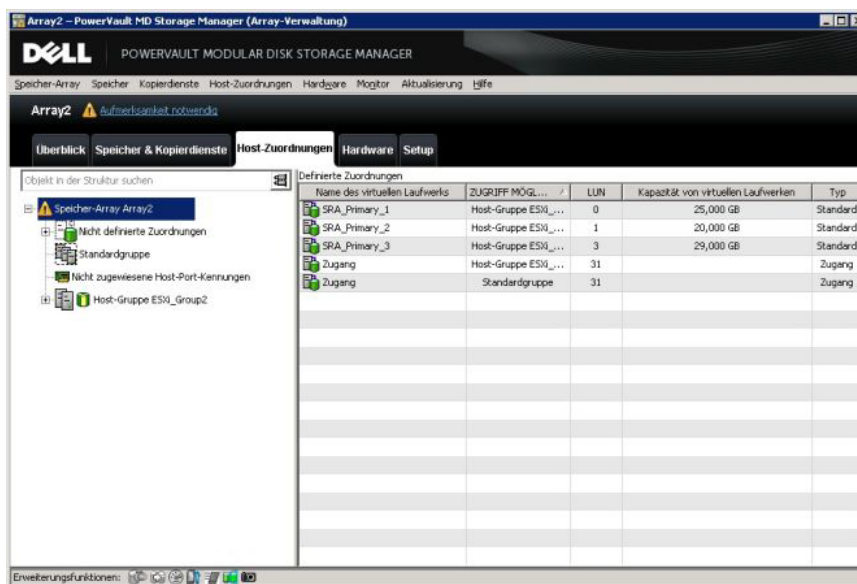 Array2 – PowerVault MD Storage Manager (Array-Verwaltung)
DELL POWERVAULT MODULAR DISK STORAGE MANAGER
Speicher-Array Speicher Kopierdienste Host-Zuordnungen Hardware Monitor Aktualisierung Hilfe
Array2 Aufmerksamkeit notwendig
Überblick Speicher & Kopierdienste Host-Zuordnungen Hardware Setup
Objekt in der Struktur suchen
Speicher-Array Array2
Nicht definierte Zuordnungen
Standardgruppe
Nicht zugewiesene Host-Port-Kennungen
Host-Gruppe ESXi_Group2
Definierte Zuordnungen
Name des virtuellen Laufwerks ZUGRIFF MÖGL... LUN Kapazität von virtuellen Laufwerken Typ
SRA_Primary_1 Host-Gruppe ESXi_... 0 25,000 GB Standard
SRA_Primary_2 Host-Gruppe ESXi_... 1 20,000 GB Standard
SRA_Primary_3 Host-Gruppe ESXi_... 3 29,000 GB Standard
Zugang Host-Gruppe ESXi_... 31 Zugang
Zugang Standardgruppe 31 Zugang
Erweiterungsfunktionen: